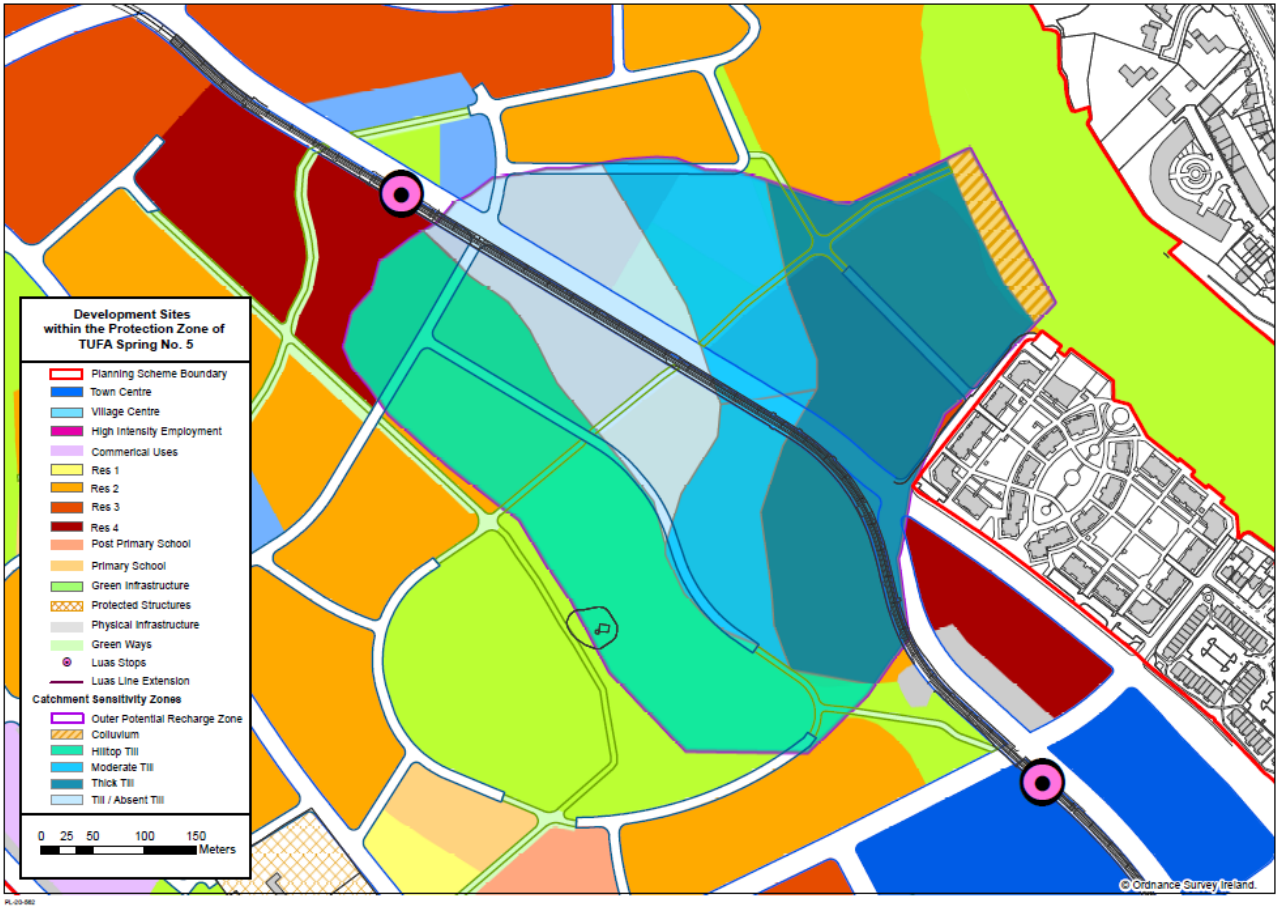 Development Sites
within the Protection Zone of
TUFA Spring No. 5
Planning Scheme Boundary
Town Centre
Village Centre
High Intensity Employment
Commerical Uses
Res 1
Res 2
Res 3
Res 4
Post Primary School
Primary School
Green Infrastructure
Protected Structures
Physical Infrastructure
Green Ways
Luas Stops
Luas Line Extension
Catchment Sensitivity Zones
Outer Potential Recharge Zone
Colluvium
Hilltop Till
Moderate Till
Thick Till
Till / Absent Till
0 25 50 100 150
Meters
© Ordnance Survey Ireland.
PL-20-582